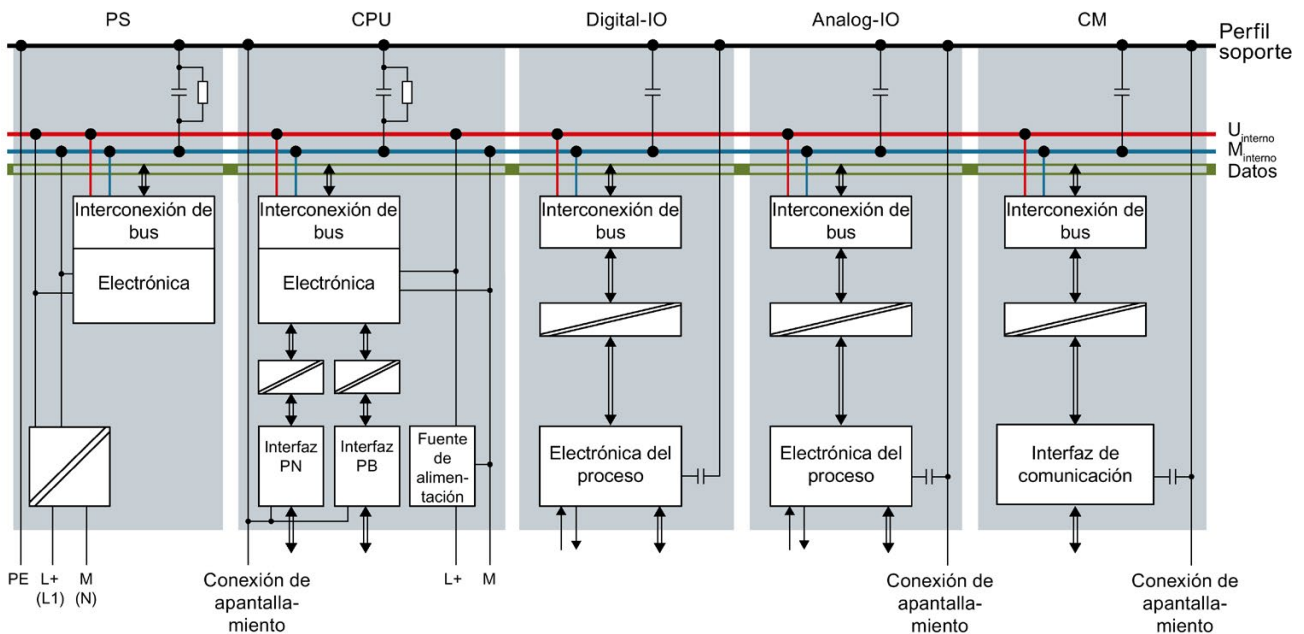 PS
CPU
Digital-IO
Analog-IO
CM
Perfil
soporte
Uinterno
Minterno
Datos
Interconexión de
bus
Electrónica
Interconexión de
bus
Electrónica
Interconexión de
bus
Interconexión de
bus
Interconexión de
bus
Interfaz
PN
Interfaz
PB
Fuente
de
alimen-
tación
Electrónica del
proceso
Electrónica del
proceso
Interfaz de
comunicación
PE
L+
(L1)
M
(N)
Conexión de
apantalla-
miento
L+
M
Conexión de
apantalla-
miento
Conexión de
apantalla-
miento